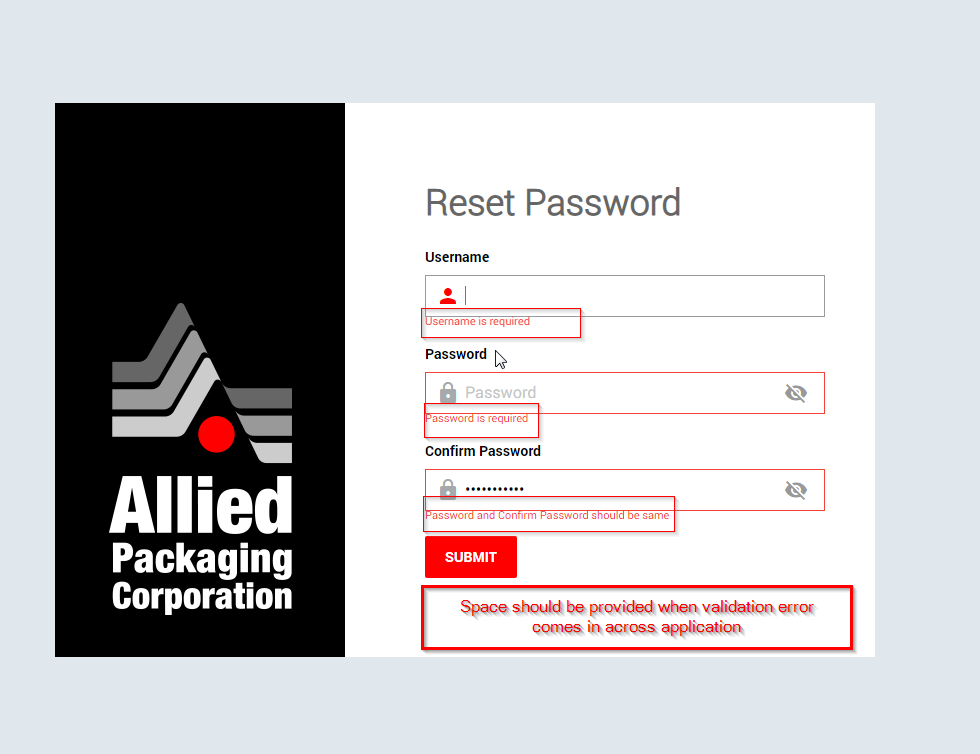 Reset Password
Username
Username is required
Password
Password
Password is required
Confirm Password
•••••••••••
Password and Confirm Password should be same
SUBMIT
Space should be provided when validation error
comes in across application
Allied
Packaging
Corporation